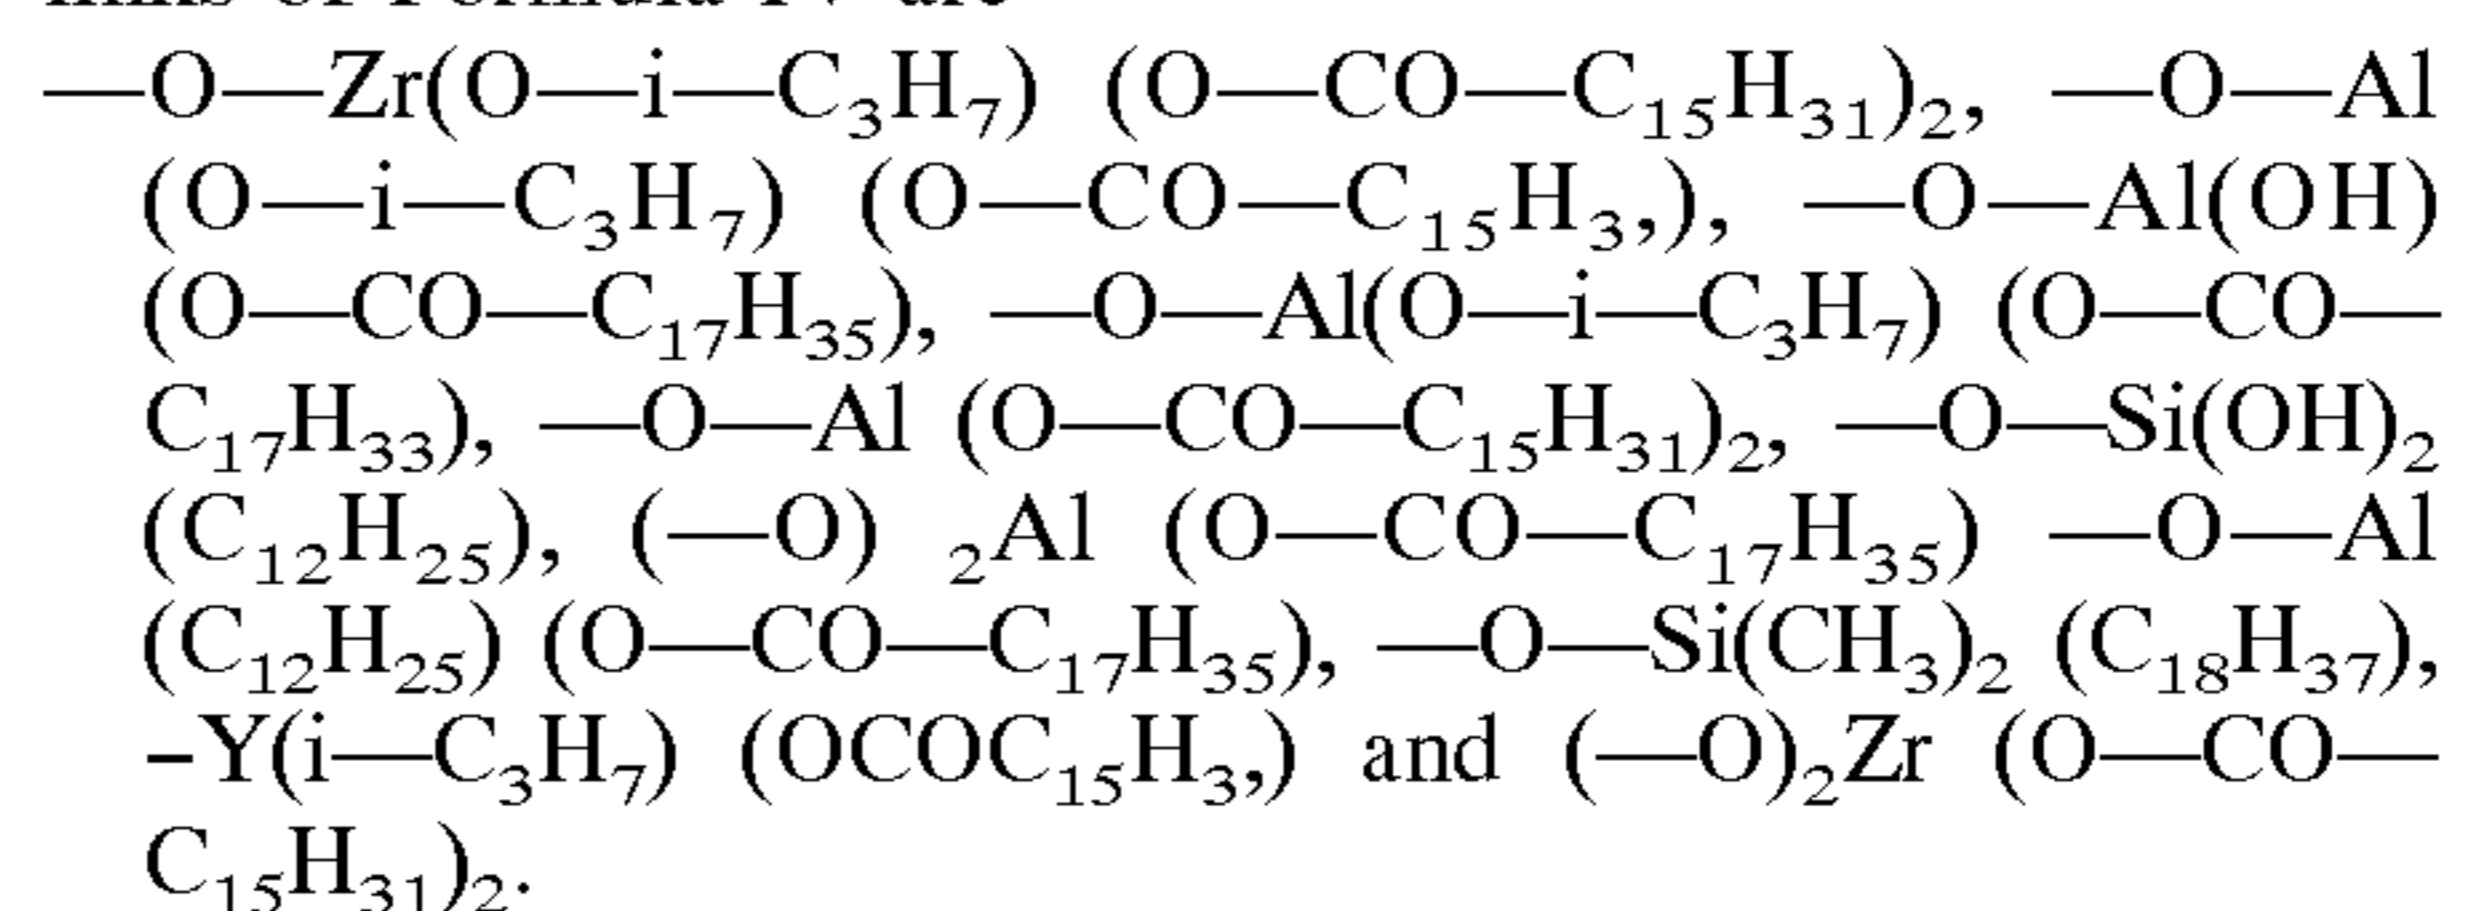 —O—Zr(O—i—C₃H₇) (O—CO—C₁₅H₃₁)₂, —O—Al
(O—i—C₃H₇) (O—CO—C₁₅H₃,), —O—Al(OH)
(O—CO—C₁₇H₃₅), —O—Al(O—i—C₃H₇) (O—CO—
C₁₇H₃₃), —O—Al (O—CO—C₁₅H₃₁)₂, —O—Si(OH)₂
(C₁₂H₂₅), (—O) ₂Al (O—CO—C₁₇H₃₅) —O—Al
(C₁₂H₂₅) (O—CO—C₁₇H₃₅), —O—Si(CH₃)₂ (C₁₈H₃₇),
–Y(i—C₃H₇) (OCOC₁₅H₃,) and (—O)₂Zr (O—CO—
C₁₅H₃₁)₂.